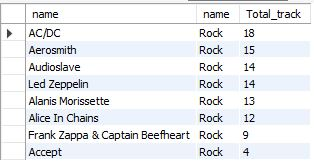 name name Total_track
AC/DC Rock 18
Aerosmith Rock 15
Audioslave Rock 14
Led Zeppelin Rock 14
Alanis Morissette Rock 13
Alice In Chains Rock 12
Frank Zappa & Captain Beefheart Rock 9
Accept Rock 4